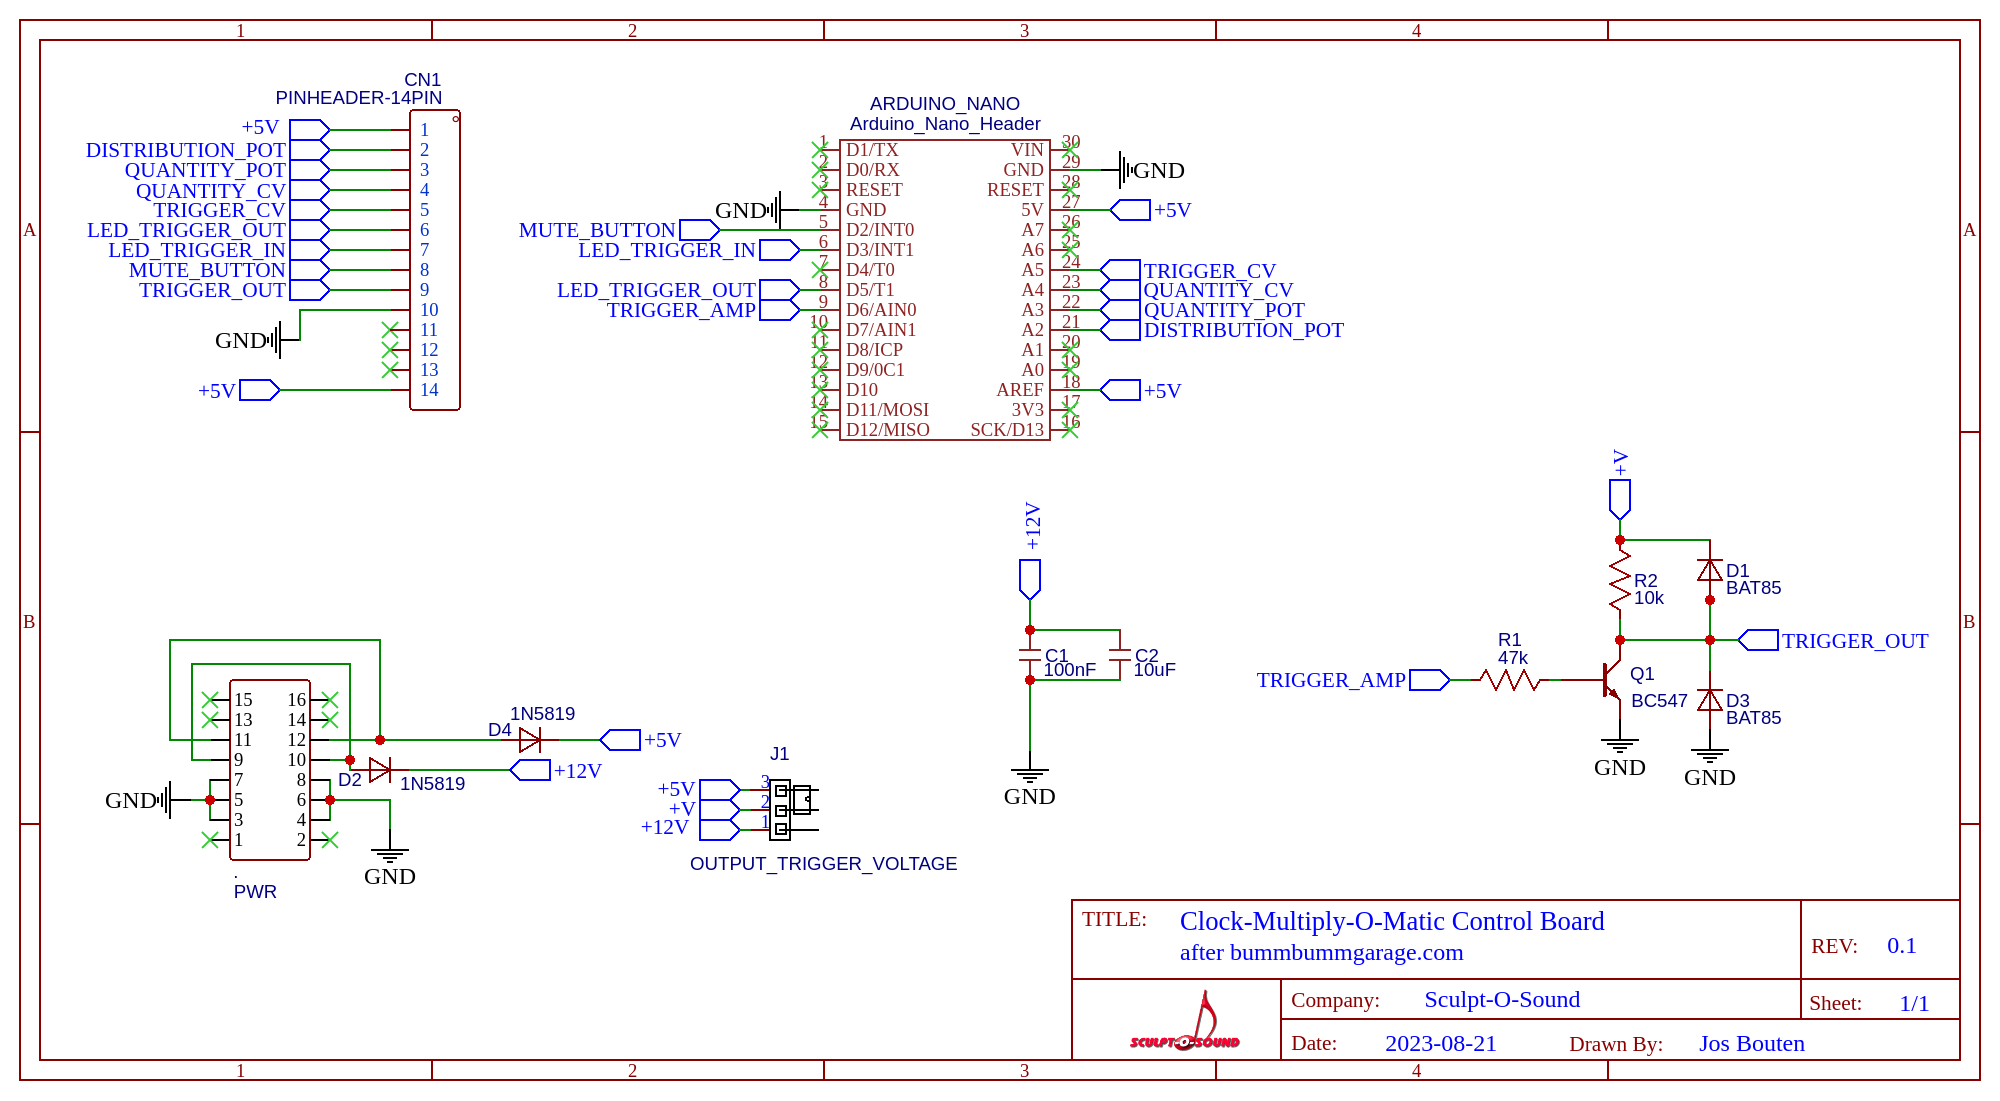 1 2 3 4
A A
B B
CN1
PINHEADER-14PIN
+5V 1
DISTRIBUTION_POT 2
QUANTITY_POT 3
QUANTITY_CV 4
TRIGGER_CV 5
LED_TRIGGER_OUT 6
LED_TRIGGER_IN 7
MUTE_BUTTON 8
TRIGGER_OUT 9
10
GND 11
12
13
+5V 14
ARDUINO_NANO
Arduino_Nano_Header
1 D1/TX VIN 30
2 D0/RX GND 29 GND
3 RESET RESET 28
GND 4 GND 5V 27 +5V
MUTE_BUTTON 5 D2/INT0 A7 26
LED_TRIGGER_IN 6 D3/INT1 A6 25
7 D4/T0 A5 24 TRIGGER_CV
LED_TRIGGER_OUT 8 D5/T1 A4 23 QUANTITY_CV
TRIGGER_AMP 9 D6/AIN0 A3 22 QUANTITY_POT
10 D7/AIN1 A2 21 DISTRIBUTION_POT
11 D8/ICP A1 20
12 D9/0C1 A0 19
13 D10 AREF 18 +5V
14 D11/MOSI 3V3 17
15 D12/MISO SCK/D13 16
+12V
C1
100nF
C2
10uF
GND
+V
R2
10k
D1
BAT85
TRIGGER_OUT
R1
47k
TRIGGER_AMP
Q1
BC547
D3
BAT85
GND
GND
15 16
13 14
11 12
9 10
7 8
GND 5 6
3 4
1 2
.
PWR
GND
1N5819
D4
+5V
D2
1N5819
+12V
J1
+5V 3
+V 2
+12V 1
OUTPUT_TRIGGER_VOLTAGE
TITLE: Clock-Multiply-O-Matic Control Board
after bummbummgarage.com
REV: 0.1
SCULPT O SOUND
Company: Sculpt-O-Sound
Sheet: 1/1
Date: 2023-08-21
Drawn By: Jos Bouten
1 2 3 4